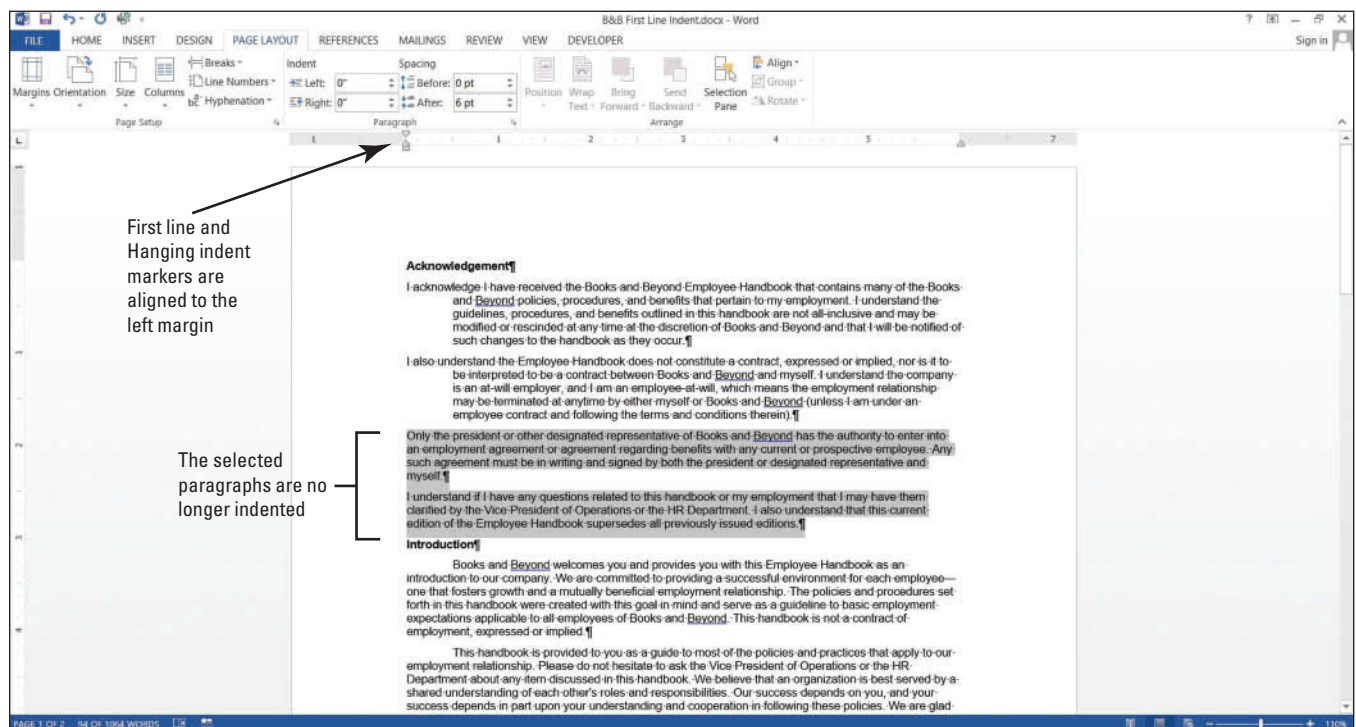 B&B First Line Indent.docx - Word
FILE HOME INSERT DESIGN PAGE LAYOUT REFERENCES MAILINGS REVIEW VIEW DEVELOPER Sign in
Breaks Indent Spacing Align
Line Numbers Left: 0" Before: 0 pt Group
Margins Orientation Size Columns Hyphenation Right: 0" After: 6 pt Position Wrap Text Bring Forward Send Backward Selection Pane Rotate
Page Setup Paragraph Arrange
1 1 2 3 4 5 7
First line and
Hanging indent
markers are
aligned to the
left margin
Acknowledgement¶
I acknowledge I have received the Books and Beyond Employee Handbook that contains many of the Books
and Beyond policies, procedures, and benefits that pertain to my employment. I understand the
guidelines, procedures, and benefits outlined in this handbook are not all-inclusive and may be
modified or rescinded at any time at the discretion of Books and Beyond and that I will be notified of
such changes to the handbook as they occur.¶
I also understand the Employee Handbook does not constitute a contract, expressed or implied, nor is it to
be interpreted to be a contract between Books and Beyond and myself. I understand the company
is an at-will employer, and I am an employee-at-will, which means the employment relationship
may be terminated at anytime by either myself or Books and Beyond (unless I am under an
employee contract and following the terms and conditions therein).¶
The selected
paragraphs are no
longer indented
Only the president or other designated representative of Books and Beyond has the authority to enter into
an employment agreement or agreement regarding benefits with any current or prospective employee. Any
such agreement must be in writing and signed by both the president or designated representative and
myself.¶
I understand if I have any questions related to this handbook or my employment that I may have them
clarified by the Vice President of Operations or the HR Department. I also understand that this current
edition of the Employee Handbook supersedes all previously issued editions.¶
Introduction¶
Books and Beyond welcomes you and provides you with this Employee Handbook as an
introduction to our company. We are committed to providing a successful environment for each employee—
one that fosters growth and a mutually beneficial employment relationship. The policies and procedures set
forth in this handbook were created with this goal in mind and serve as a guideline to basic employment
expectations applicable to all employees of Books and Beyond. This handbook is not a contract of
employment, expressed or implied.¶
This handbook is provided to you as a guide to most of the policies and practices that apply to our
employment relationship. Please do not hesitate to ask the Vice President of Operations or the HR
Department about any item discussed in this handbook. We believe that an organization is best served by a
shared understanding of each other's roles and responsibilities. Our success depends on you, and your
success depends in part upon your understanding and cooperation in following these policies. We are glad
PAGE 1 OF 2 94 OF 1064 WORDS 110%